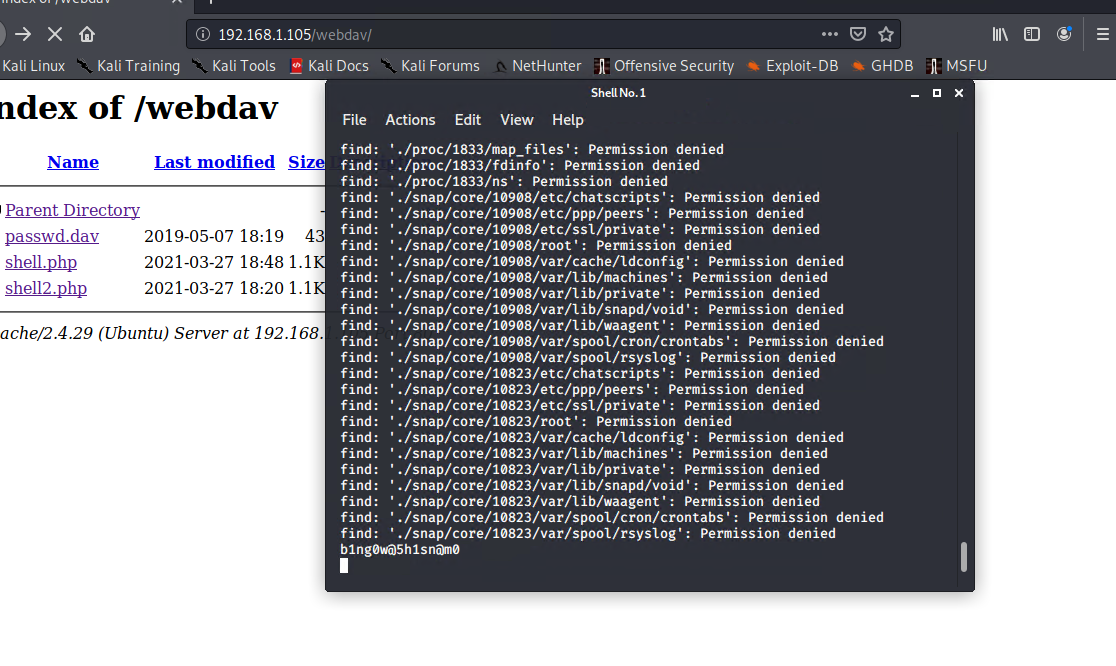 ndex of /webdav
192.168.1.105/webdav/
Kali Linux Kali Training Kali Tools Kali Docs Kali Forums NetHunter Offensive Security Exploit-DB GHDB MSFU
ndex of /webdav
Name Last modified Size
Parent Directory -
passwd.dav 2019-05-07 18:19 43
shell.php 2021-03-27 18:48 1.1K
shell2.php 2021-03-27 18:20 1.1K
ache/2.4.29 (Ubuntu) Server at 192.168.1
Shell No. 1
File Actions Edit View Help
find: './proc/1833/map_files': Permission denied
find: './proc/1833/fdinfo': Permission denied
find: './proc/1833/ns': Permission denied
find: './snap/core/10908/etc/chatscripts': Permission denied
find: './snap/core/10908/etc/ppp/peers': Permission denied
find: './snap/core/10908/etc/ssl/private': Permission denied
find: './snap/core/10908/root': Permission denied
find: './snap/core/10908/var/cache/ldconfig': Permission denied
find: './snap/core/10908/var/lib/machines': Permission denied
find: './snap/core/10908/var/lib/private': Permission denied
find: './snap/core/10908/var/lib/snapd/void': Permission denied
find: './snap/core/10908/var/lib/waagent': Permission denied
find: './snap/core/10908/var/spool/cron/crontabs': Permission denied
find: './snap/core/10908/var/spool/rsyslog': Permission denied
find: './snap/core/10823/etc/chatscripts': Permission denied
find: './snap/core/10823/etc/ppp/peers': Permission denied
find: './snap/core/10823/etc/ssl/private': Permission denied
find: './snap/core/10823/root': Permission denied
find: './snap/core/10823/var/cache/ldconfig': Permission denied
find: './snap/core/10823/var/lib/machines': Permission denied
find: './snap/core/10823/var/lib/private': Permission denied
find: './snap/core/10823/var/lib/snapd/void': Permission denied
find: './snap/core/10823/var/lib/waagent': Permission denied
find: './snap/core/10823/var/spool/cron/crontabs': Permission denied
find: './snap/core/10823/var/spool/rsyslog': Permission denied
b1ng0w@5h1sn@m0